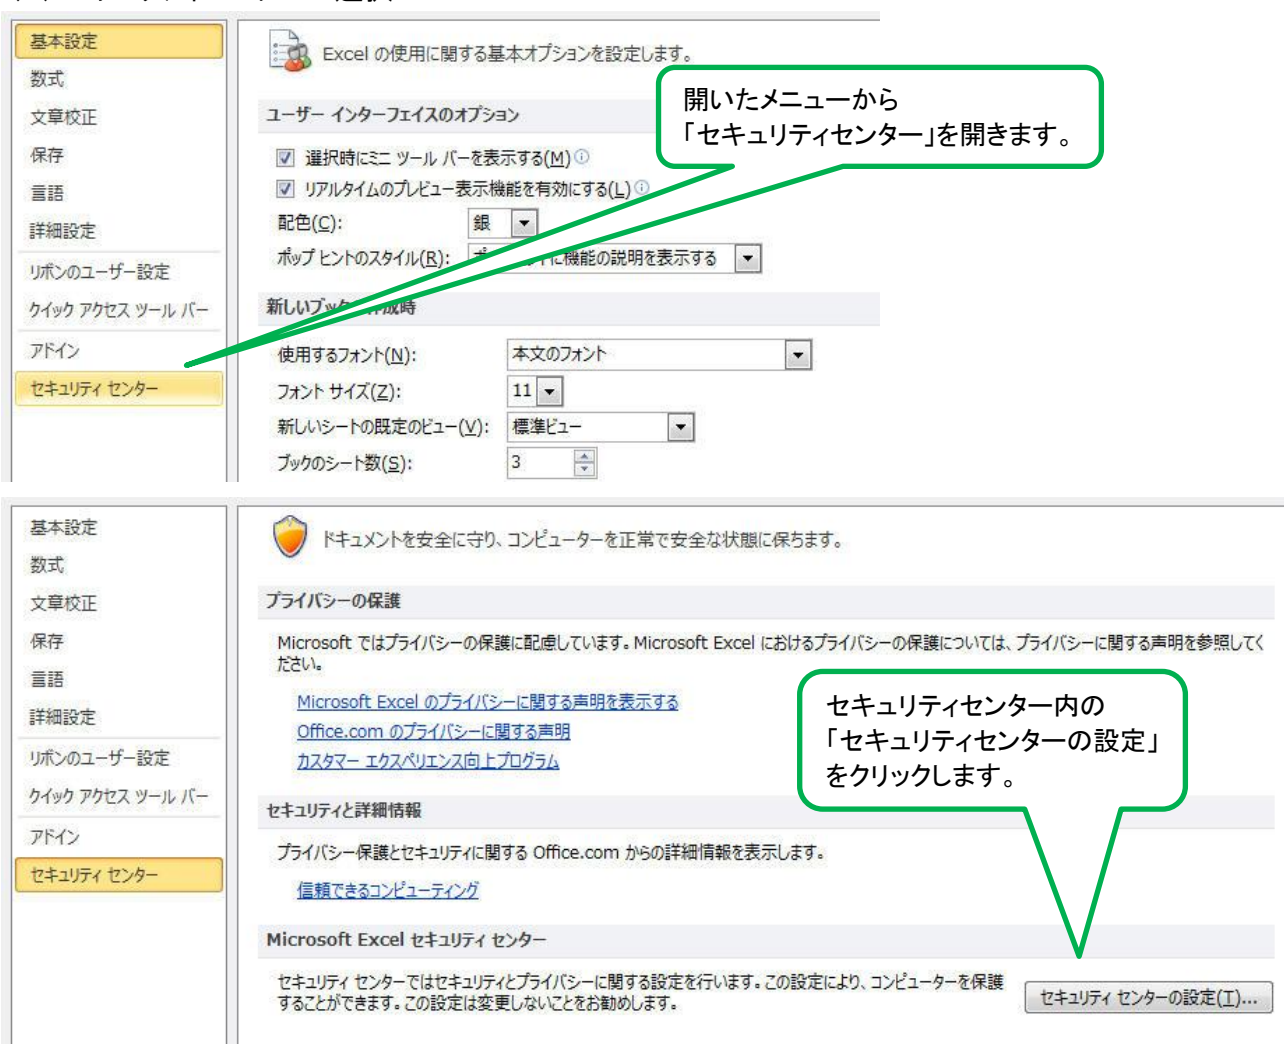 基本設定
数式
文章校正
保存
言語
詳細設定
リボンのユーザー設定
クイック アクセス ツール バー
アドイン
セキュリティ センター
Excel の使用に関する基本オプションを設定します。
開いたメニューから
「セキュリティセンター」を開きます。
ユーザー インターフェイスのオプション
選択時にミニ ツール バーを表示する(M)
リアルタイムのプレビュー表示機能を有効にする(L)
配色(C): 銀
ポップ ヒントのスタイル(R): に機能の説明を表示する
新しいブック 作成時
使用するフォント(N): 本文のフォント
フォント サイズ(Z): 11
新しいシートの既定のビュー(V): 標準ビュー
ブックのシート数(S): 3
基本設定
数式
文章校正
保存
言語
詳細設定
リボンのユーザー設定
クイック アクセス ツール バー
アドイン
セキュリティ センター
ドキュメントを安全に守り、コンピューターを正常で安全な状態に保ちます。
プライバシーの保護
Microsoft ではプライバシーの保護に配慮しています。Microsoft Excel におけるプライバシーの保護については、プライバシーに関する声明を参照してく
ださい。
Microsoft Excel のプライバシーに関する声明を表示する
Office.com のプライバシーに関する声明
カスタマー エクスペリエンス向上プログラム
セキュリティセンター内の
「セキュリティセンターの設定」
をクリックします。
セキュリティと詳細情報
プライバシー保護とセキュリティに関する Office.com からの詳細情報を表示します。
信頼できるコンピューティング
Microsoft Excel セキュリティ センター
セキュリティ センターではセキュリティとプライバシーに関する設定を行います。この設定により、コンピューターを保護
することができます。この設定は変更しないことをお勧めします。
セキュリティ センターの設定(T)...